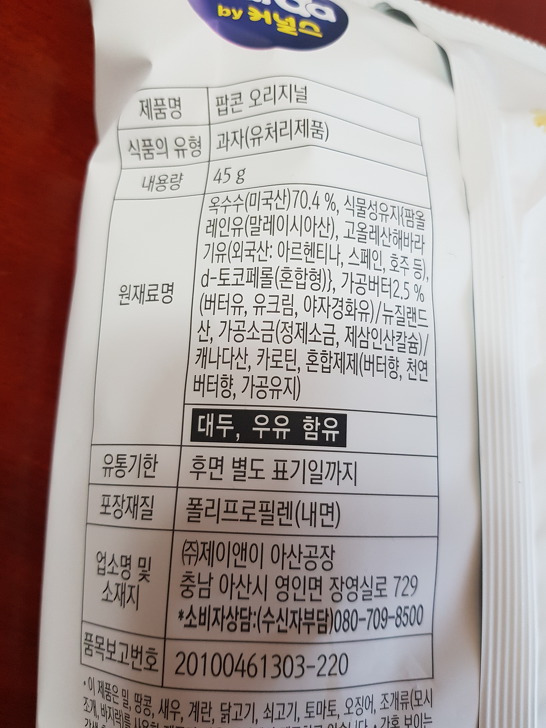 by 커널스
제품명 팝콘 오리지널
식품의 유형 과자(유처리제품)
내용량 45 g
원재료명
옥수수(미국산)70.4 %, 식물성유지{팜올
레인유(말레이시아산), 고올레산해바라
기유(외국산: 아르헨티나, 스페인, 호주 등),
d-토코페롤(혼합형)}, 가공버터2.5 %
(버터유, 유크림, 야자경화유)/뉴질랜드
산, 가공소금(정제소금, 제삼인산칼슘)/
캐나다산, 카로틴, 혼합제제(버터향, 천연
버터향, 가공유지)
대두, 우유 함유
유통기한 후면 별도 표기일까지
포장재질 폴리프로필렌(내면)
업소명 및
소재지
㈜제이앤이 아산공장
충남 아산시 영인면 장영실로 729
*소비자상담:(수신자부담)080-709-8500
품목보고번호 20100461303-220
• 이 제품은 밀, 땅콩, 새우, 계란, 닭고기, 쇠고기, 토마토, 오징어, 조개류(모시
조개, 바지락)를